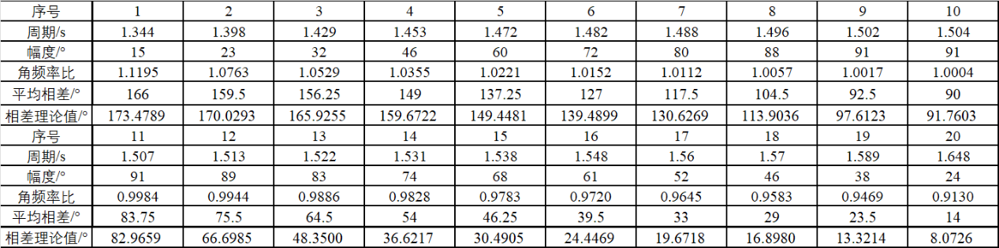 序号 1 2 3 4 5 6 7 8 9 10
周期/s 1.344 1.398 1.429 1.453 1.472 1.482 1.488 1.496 1.502 1.504
幅度/° 15 23 32 46 60 72 80 88 91 91
角频率比 1.1195 1.0763 1.0529 1.0355 1.0221 1.0152 1.0112 1.0057 1.0017 1.0004
平均相差/° 166 159.5 156.25 149 137.25 127 117.5 104.5 92.5 90
相差理论值/° 173.4789 170.0293 165.9255 159.6722 149.4481 139.4899 130.6269 113.9036 97.6123 91.7603
序号 11 12 13 14 15 16 17 18 19 20
周期/s 1.507 1.513 1.522 1.531 1.538 1.548 1.56 1.57 1.589 1.648
幅度/° 91 89 83 74 68 61 52 46 38 24
角频率比 0.9984 0.9944 0.9886 0.9828 0.9783 0.9720 0.9645 0.9583 0.9469 0.9130
平均相差/° 83.75 75.5 64.5 54 46.25 39.5 33 29 23.5 14
相差理论值/° 82.9659 66.6985 48.3500 36.6217 30.4905 24.4469 19.6718 16.8980 13.3214 8.0726